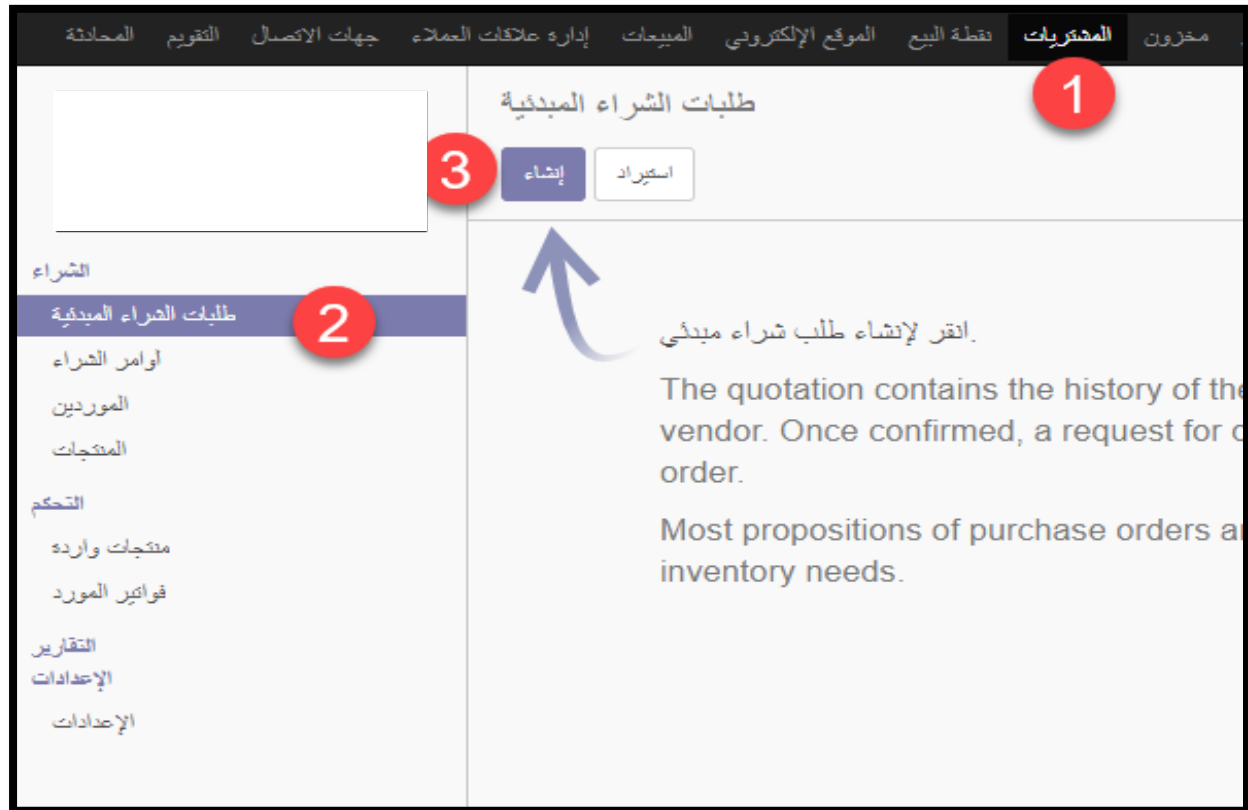 المحادثة التقويم جهات الاتصال إدارة علاقات العملاء المبيعات الموقع الإلكتروني نقطة البيع المشتريات مخزون
1
طلبات الشراء المبدئية
3 إنشاء استيراد
الشراء
طلبات الشراء المبدئية 2
أوامر الشراء
الموردين
المنتجات
التحكم
منتجات واردة
فواتير المورد
التقارير
الإعدادات
الإعدادات
انقر لإنشاء طلب شراء مبدئي.
The quotation contains the history of the
vendor. Once confirmed, a request for
order.
Most propositions of purchase orders
inventory needs.